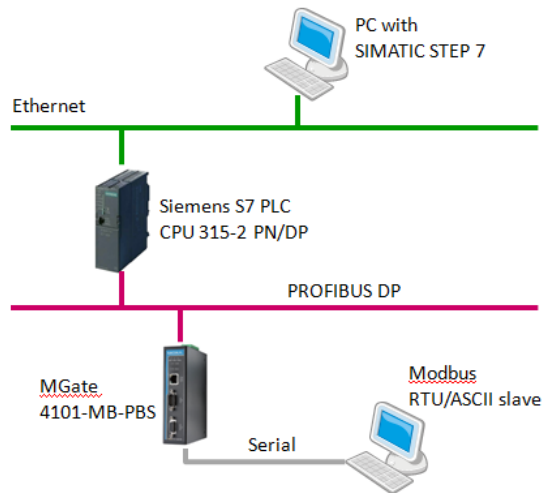 PC with
SIMATIC STEP 7
Ethernet
Siemens S7 PLC
CPU 315-2 PN/DP
PROFIBUS DP
MGate
4101-MB-PBS
Modbus
RTU/ASCII slave
Serial